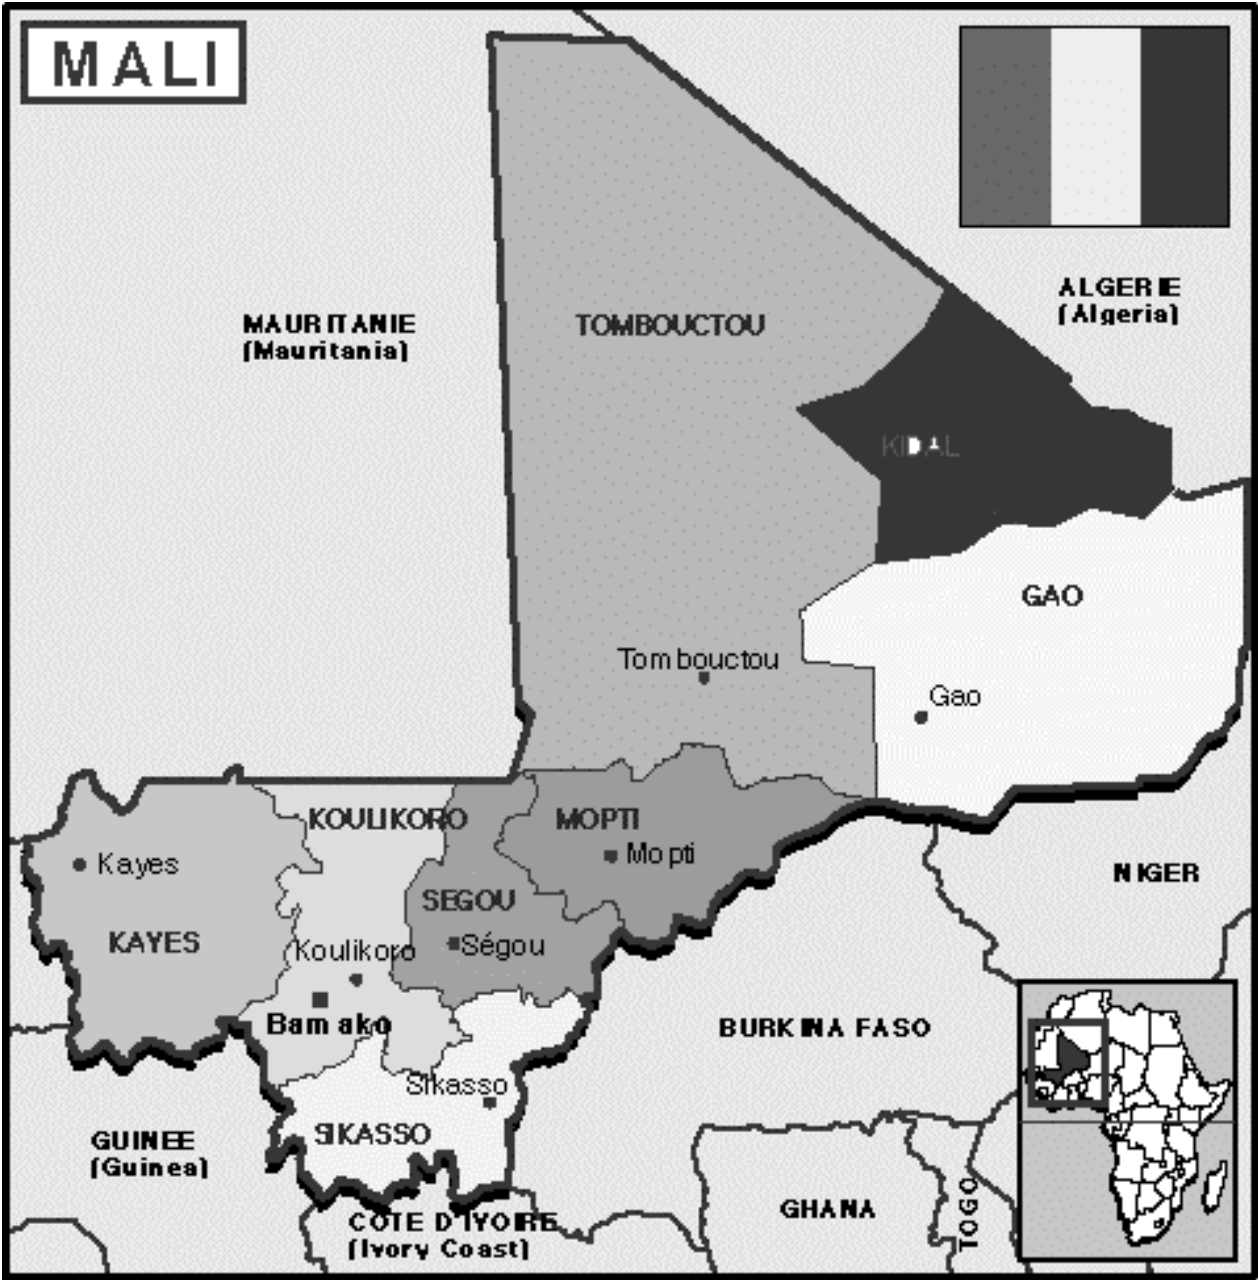 MALI
ALGERIE
(Algeria)
MAURITANIE
(Mauritania)
TOMBOUCTOU
KIDAL
GAO
Tombouctou
Gao
KOULIKORO
MOPTI
Mopti
Kayes
NIGER
SEGOU
KAYES
Ségou
Koulikoro
Bamako
BURKINA FASO
Sikasso
SIKASSO
GUINEE
(Guinea)
GHANA
TOGO
COTE D'IVOIRE
(Ivory Coast)